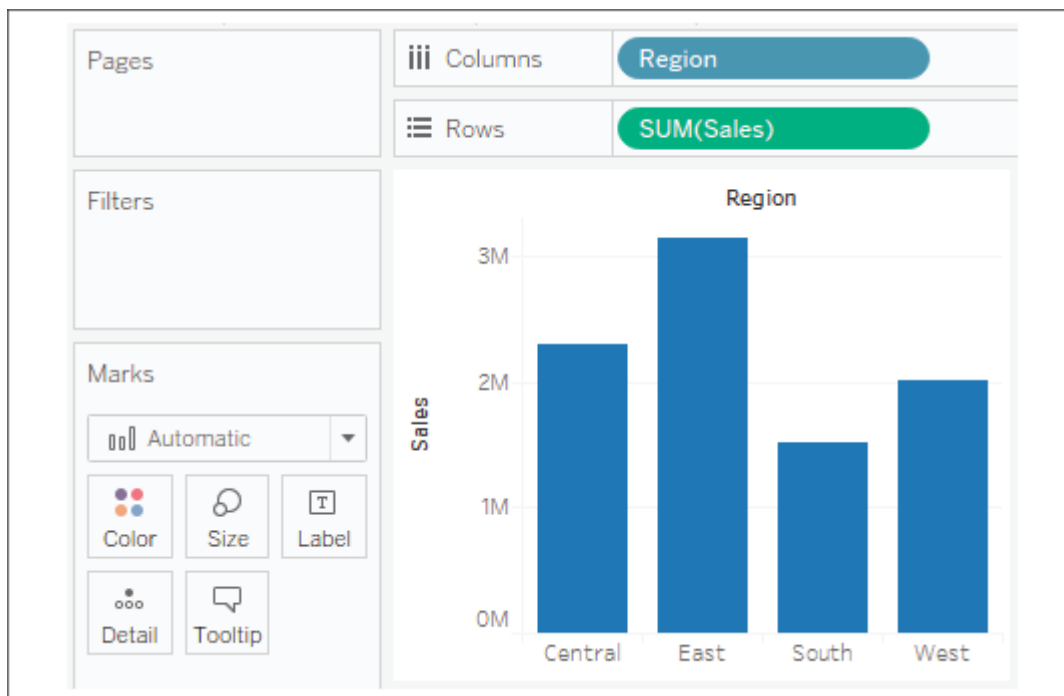 Pages
Columns
Region
Rows
SUM(Sales)
Filters
Marks
Automatic
Color
Size
T
Label
Detail
Tooltip
Region
Sales
3M
2M
1M
0M
Central East South West